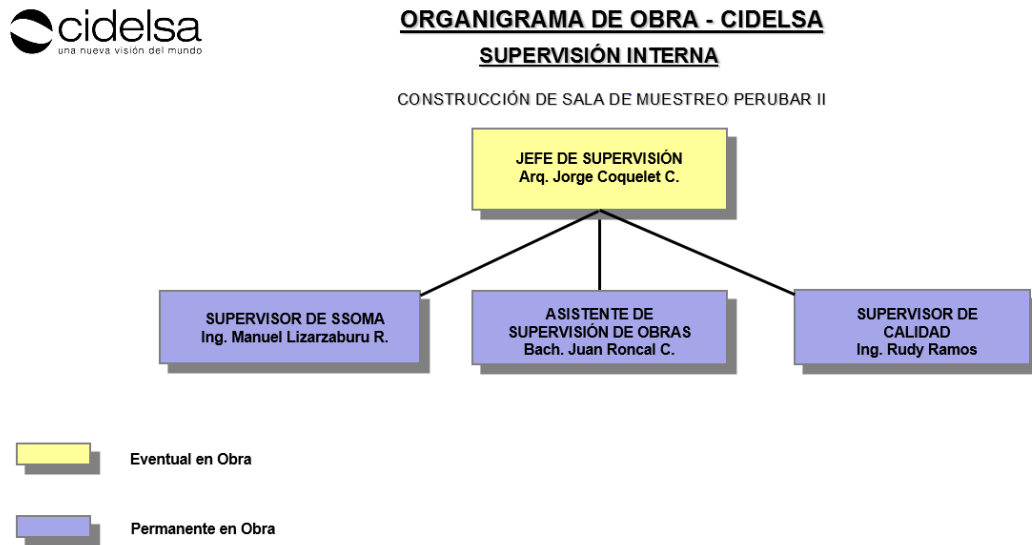 cidelsa
una nueva visión del mundo
ORGANIGRAMA DE OBRA - CIDELSA
SUPERVISIÓN INTERNA
CONSTRUCCIÓN DE SALA DE MUESTREO PERUBAR II
JEFE DE SUPERVISIÓN
Arq. Jorge Coquelet C.
SUPERVISOR DE SSOMA
Ing. Manuel Lizarzaburu R.
ASISTENTE DE
SUPERVISIÓN DE OBRAS
Bach. Juan Roncal C.
SUPERVISOR DE
CALIDAD
Ing. Rudy Ramos
Eventual en Obra
Permanente en Obra